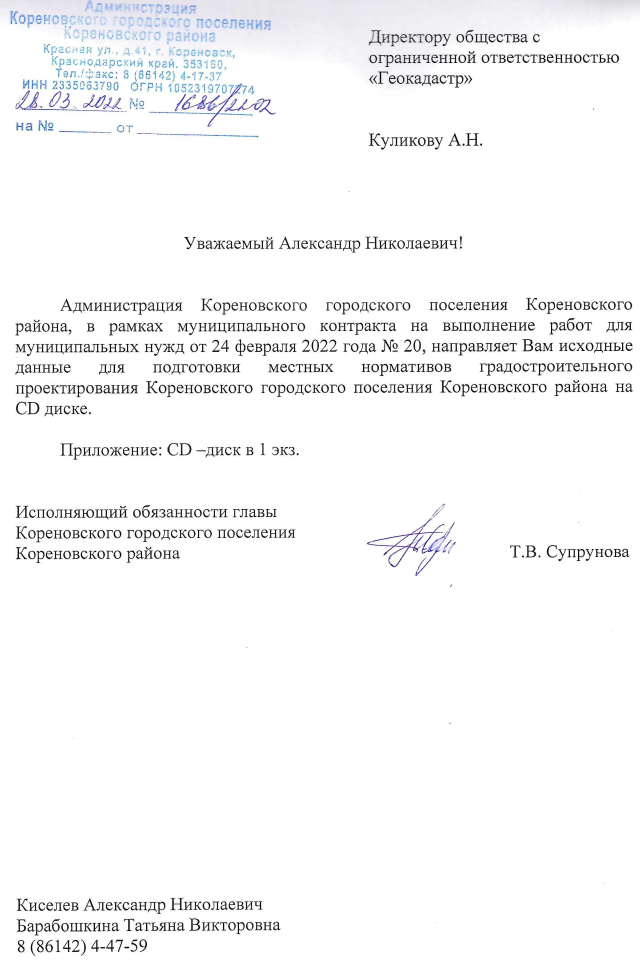 Администрация
Кореновского городского поселения
Кореновского района
Красная ул., д.41, г. Кореновск,
Краснодарский край, 353180,
Тел./факс: 8 (86142) 4-17-37
ИНН 2335063790 ОГРН 1052319707374
28.03.2022 №
на № от
Директору общества с
ограниченной ответственностью
«Геокадастр»
Куликову А.Н.
Уважаемый Александр Николаевич!
Администрация Кореновского городского поселения Кореновского
района, в рамках муниципального контракта на выполнение работ для
муниципальных нужд от 24 февраля 2022 года № 20, направляет Вам исходные
данные для подготовки местных нормативов градостроительного
проектирования Кореновского городского поселения Кореновского района на
CD диске.
Приложение: CD –диск в 1 экз.
Исполняющий обязанности главы
Кореновского городского поселения
Кореновского района
Т.В. Супрунова
Киселев Александр Николаевич
Барабошкина Татьяна Викторовна
8 (86142) 4-47-59